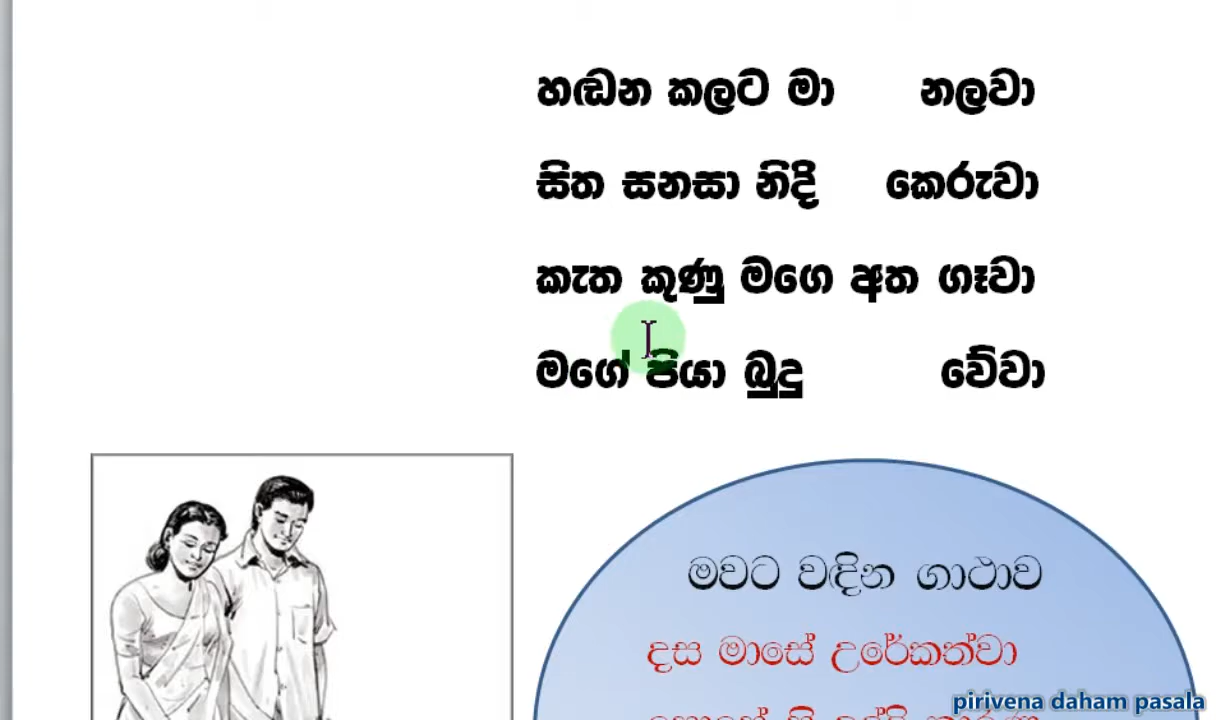 හඬන කලට මා නලවා
සිත සනසා නිදි කෙරුවා
කැත කුණු මගෙ අත ගෑවා
මගේ පියා බුදු වේවා
මවට වඳින ගාථාව
දස මාසේ උරේකත්වා
pirivena daham pasala